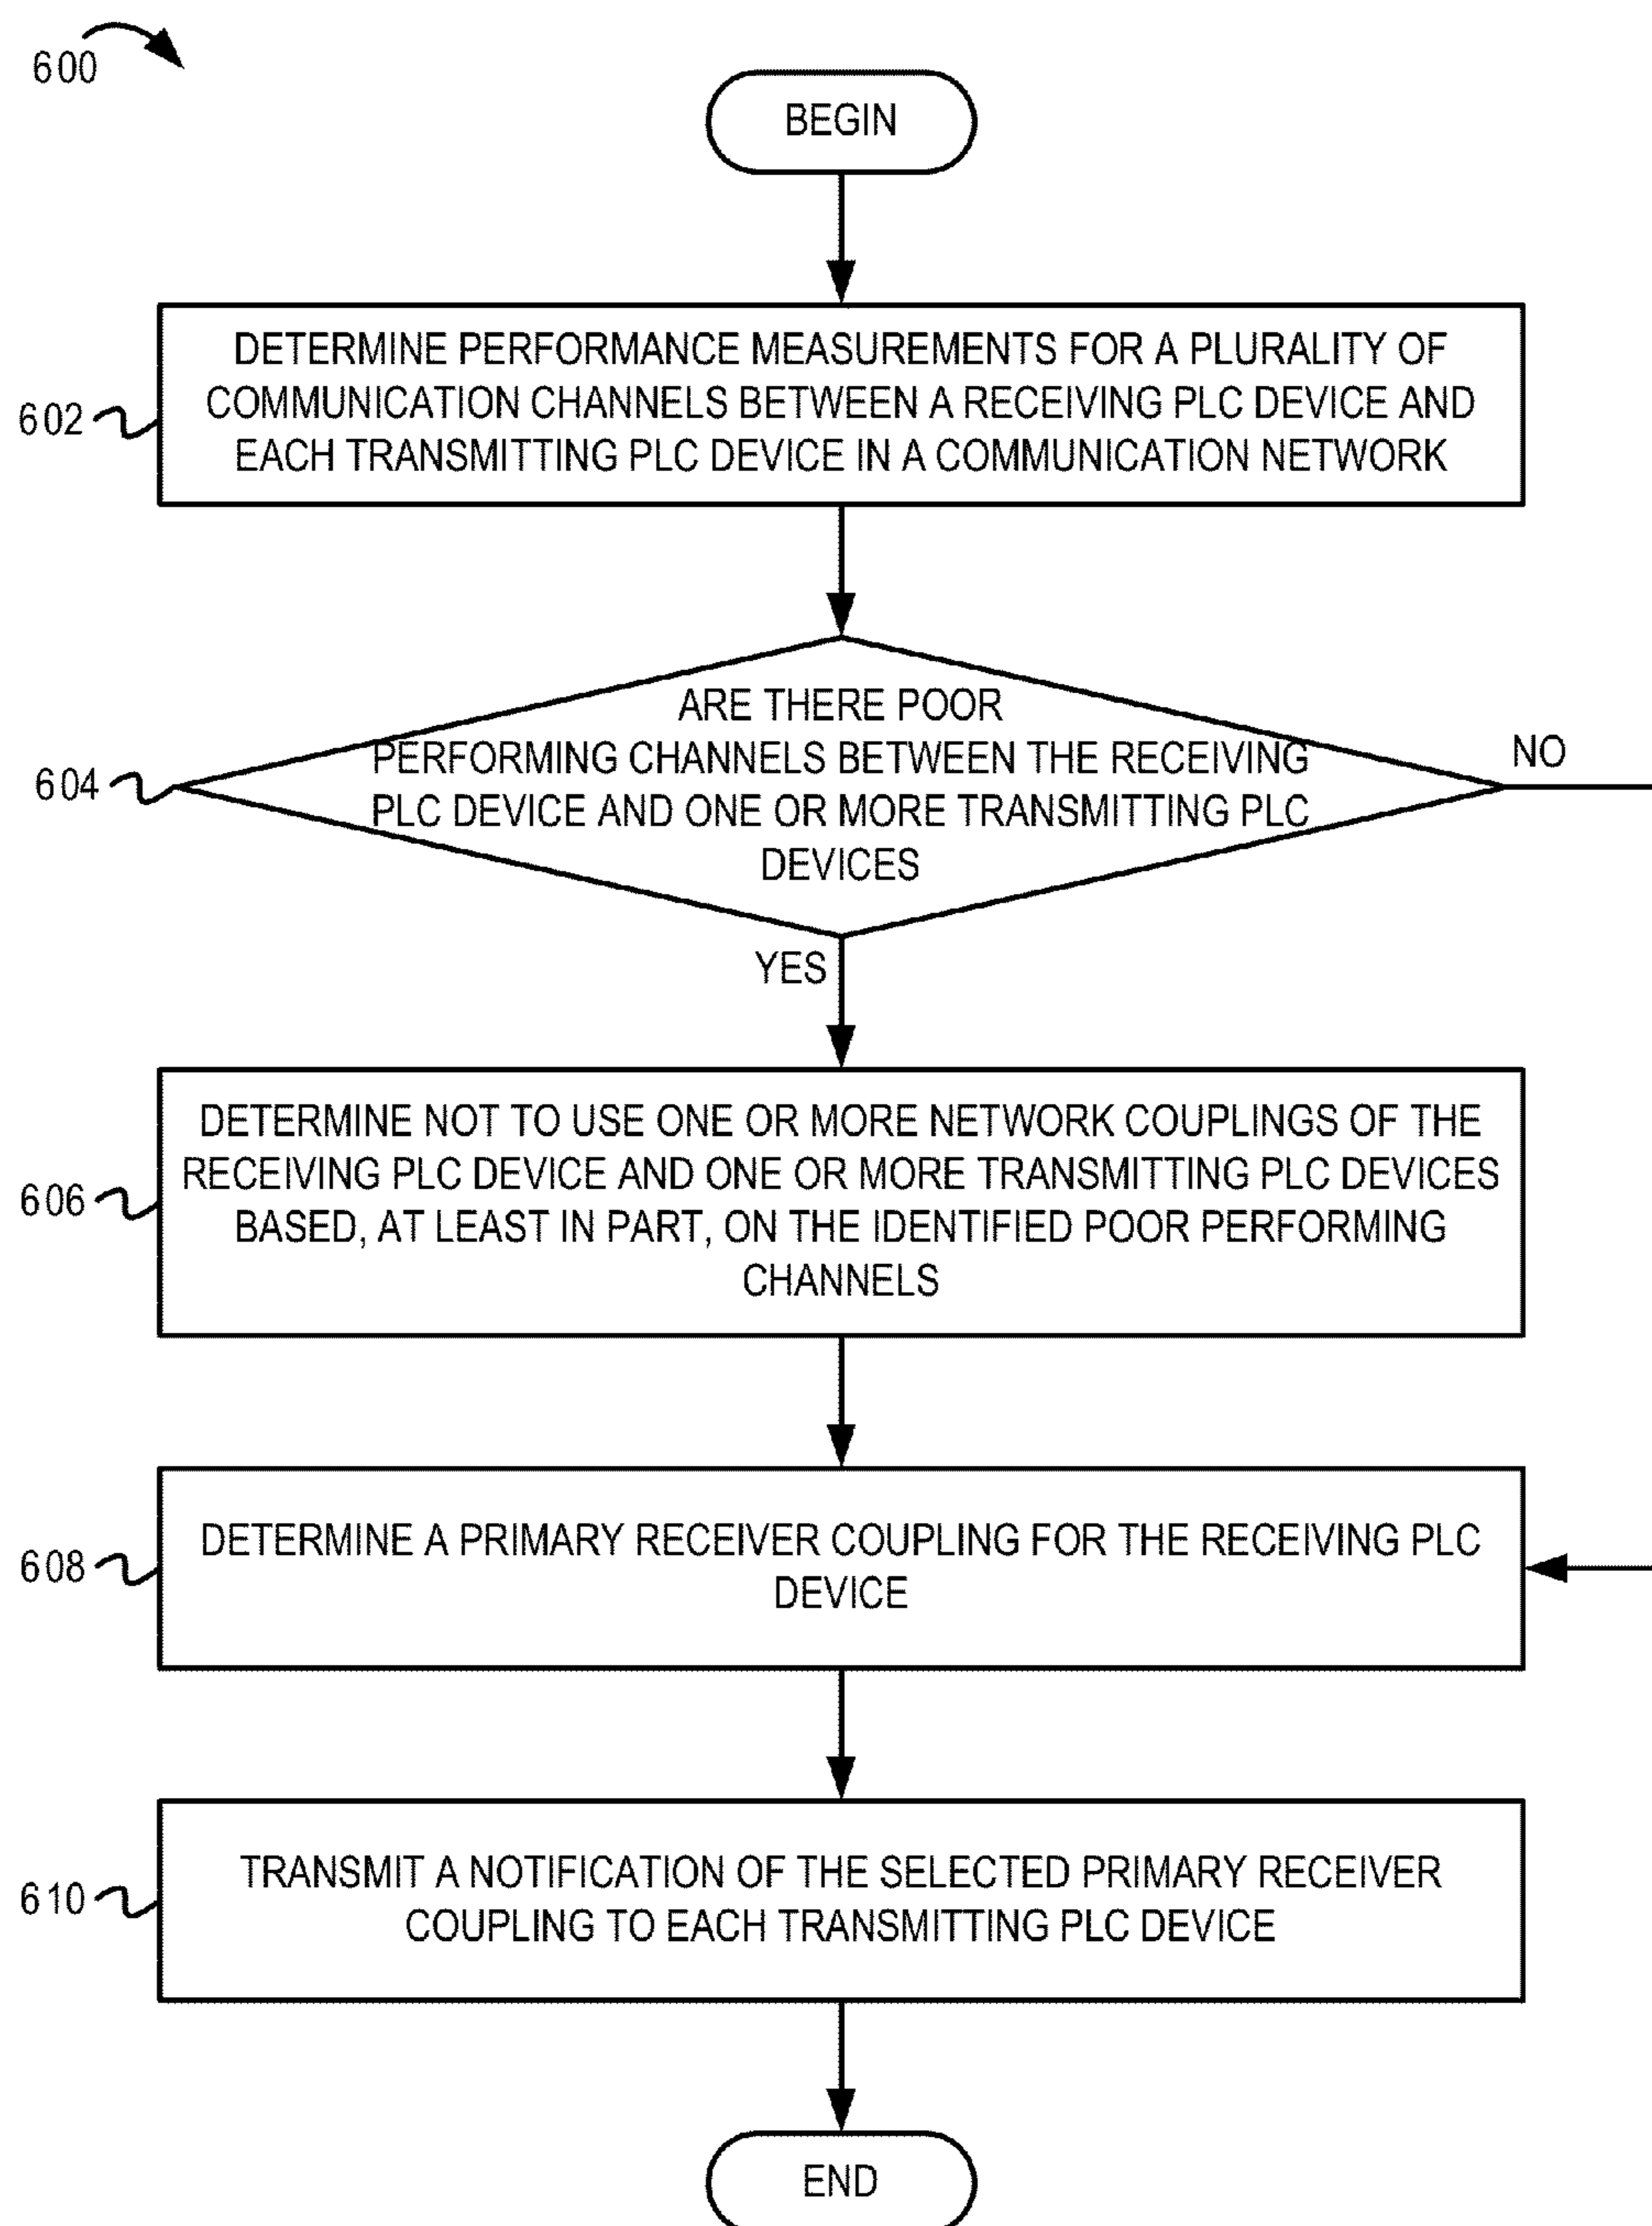 600
BEGIN
602
DETERMINE PERFORMANCE MEASUREMENTS FOR A PLURALITY OF
COMMUNICATION CHANNELS BETWEEN A RECEIVING PLC DEVICE AND
EACH TRANSMITTING PLC DEVICE IN A COMMUNICATION NETWORK
604
ARE THERE POOR
PERFORMING CHANNELS BETWEEN THE RECEIVING
PLC DEVICE AND ONE OR MORE TRANSMITTING PLC
DEVICES
NO
YES
606
DETERMINE NOT TO USE ONE OR MORE NETWORK COUPLINGS OF THE
RECEIVING PLC DEVICE AND ONE OR MORE TRANSMITTING PLC DEVICES
BASED, AT LEAST IN PART, ON THE IDENTIFIED POOR PERFORMING
CHANNELS
608
DETERMINE A PRIMARY RECEIVER COUPLING FOR THE RECEIVING PLC
DEVICE
610
TRANSMIT A NOTIFICATION OF THE SELECTED PRIMARY RECEIVER
COUPLING TO EACH TRANSMITTING PLC DEVICE
END